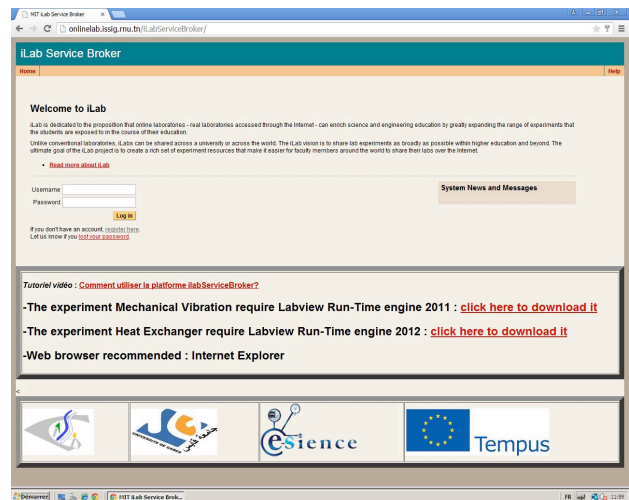 MIT iLab Service Broker
onlinelab.issig.rnu.tn/iLabServiceBroker/
iLab Service Broker
Home
Help
Welcome to iLab
iLab is dedicated to the proposition that online laboratories - real laboratories accessed through the Internet - can enrich science and engineering education by greatly expanding the range of experiments that
the students are exposed to in the course of their education.
Unlike conventional laboratories, iLabs can be shared across a university or across the world. The iLab vision is to share lab experiments as broadly as possible within higher education and beyond. The
ultimate goal of the iLab project is to create a rich set of experiment resources that make it easier for faculty members around the world to share their labs over the Internet.
Read more about iLab
Username
System News and Messages
Password
Log in
If you don't have an account, register here.
Let us know if you lost your password.
Tutoriel vidéo : Comment utiliser la platforme ilabServiceBroker?
-The experiment Mechanical Vibration require Labview Run-Time engine 2011 : click here to download it
-The experiment Heat Exchanger require Labview Run-Time engine 2012 : click here to download it
-Web browser recommended : Internet Explorer
<
UNIVERSITE DE GABES
جامعة قابس
e-sience
Tempus
Démarrer
MIT iLab Service Brok...
FR
11:59